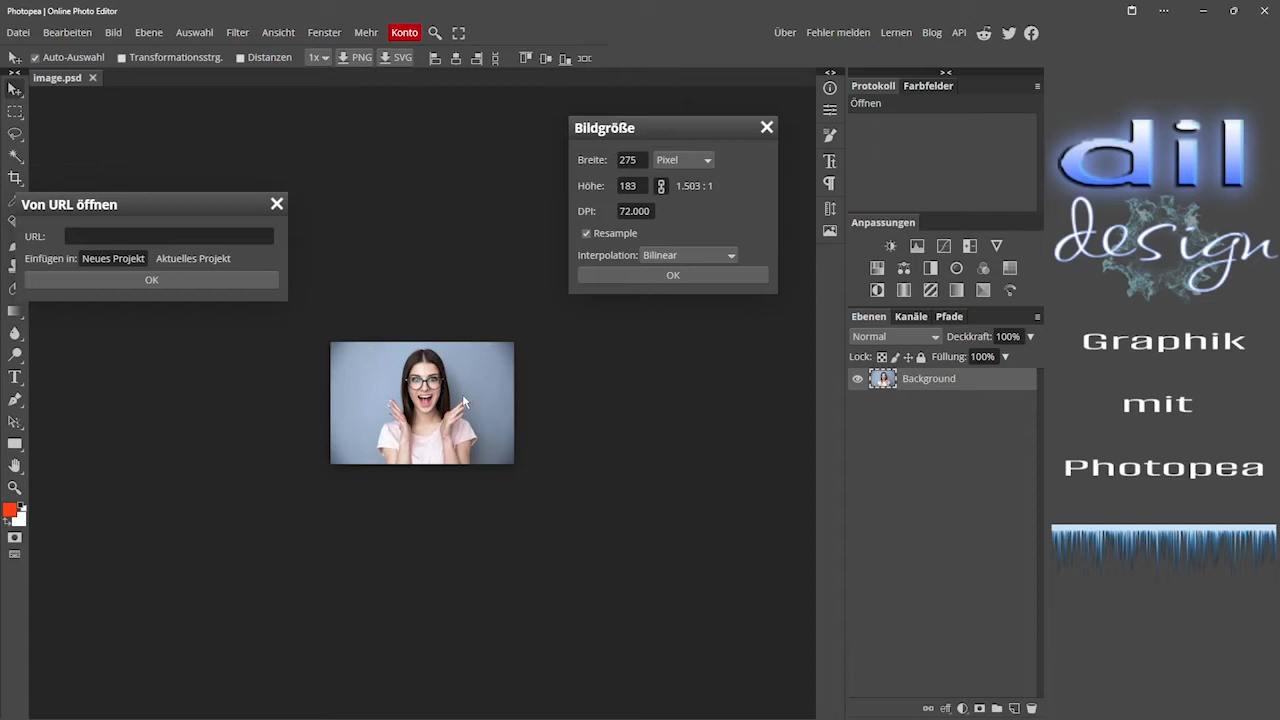 Photopea | Online Photo Editor
Datei Bearbeiten Bild Ebene Auswahl Filter Ansicht Fenster Mehr Konto
Über Fehler melden Lernen Blog API
Auto-Auswahl Transformationsstrg. Distanzen 1x PNG SVG
image.psd
Von URL öffnen
URL:
Einfügen in: Neues Projekt Aktuelles Projekt
OK
Bildgröße
Breite: 275 Pixel
Höhe: 183 1.503 : 1
DPI: 72.000
Resample
Interpolation: Bilinear
OK
Protokoll Farbfelder
Öffnen
Anpassungen
Ebenen Kanäle Pfade
Normal Deckkraft: 100%
Lock: Füllung: 100%
Background
dil
design
Graphik
mit
Photopea